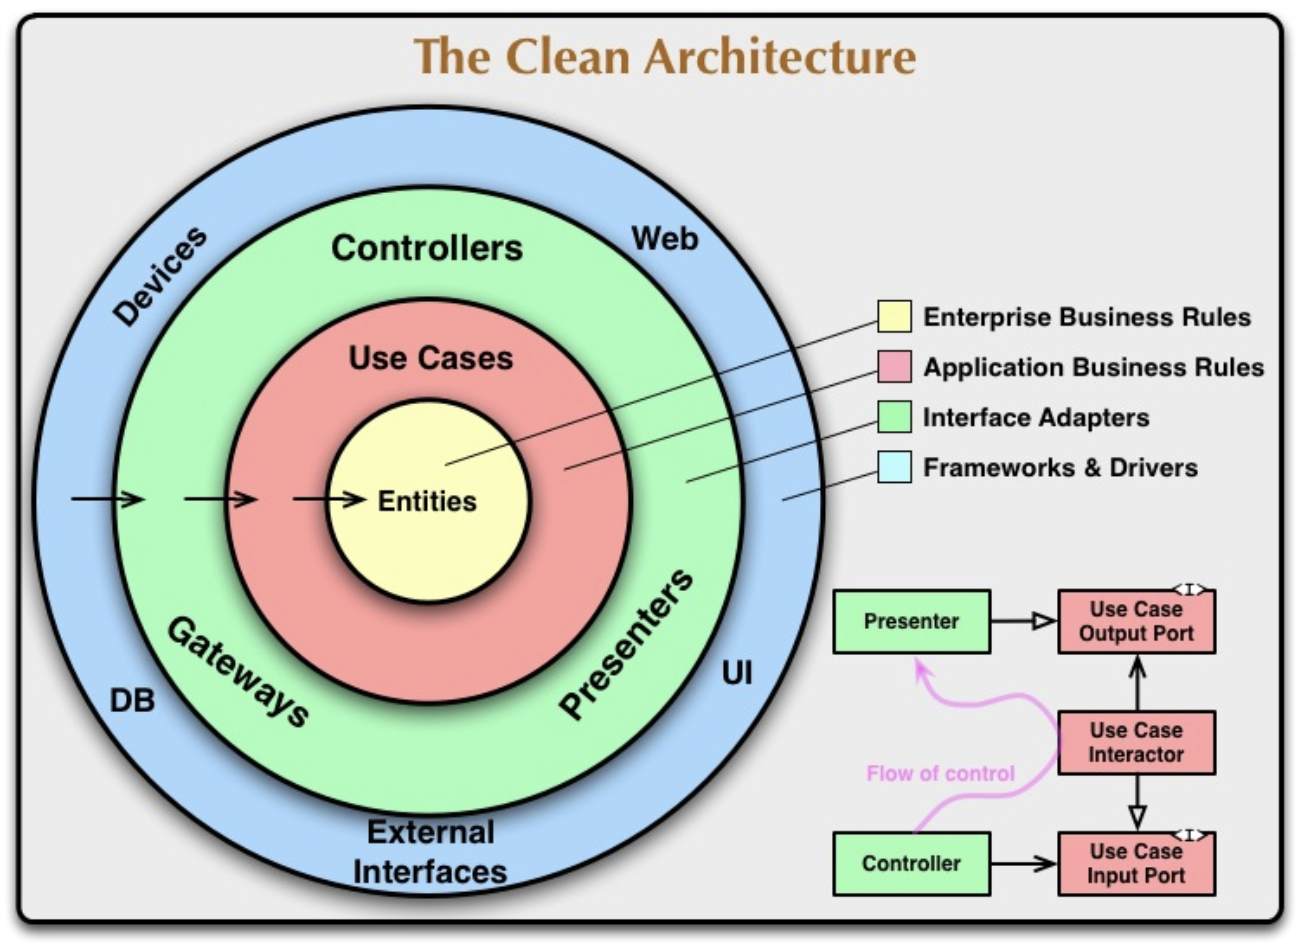 The Clean Architecture
Devices
Controllers
Web
Use Cases
Entities
Gateways
Presenters
DB
UI
External
Interfaces
Enterprise Business Rules
Application Business Rules
Interface Adapters
Frameworks & Drivers
Presenter
<I>
Use Case
Output Port
Use Case
Interactor
Flow of control
Controller
<I>
Use Case
Input Port